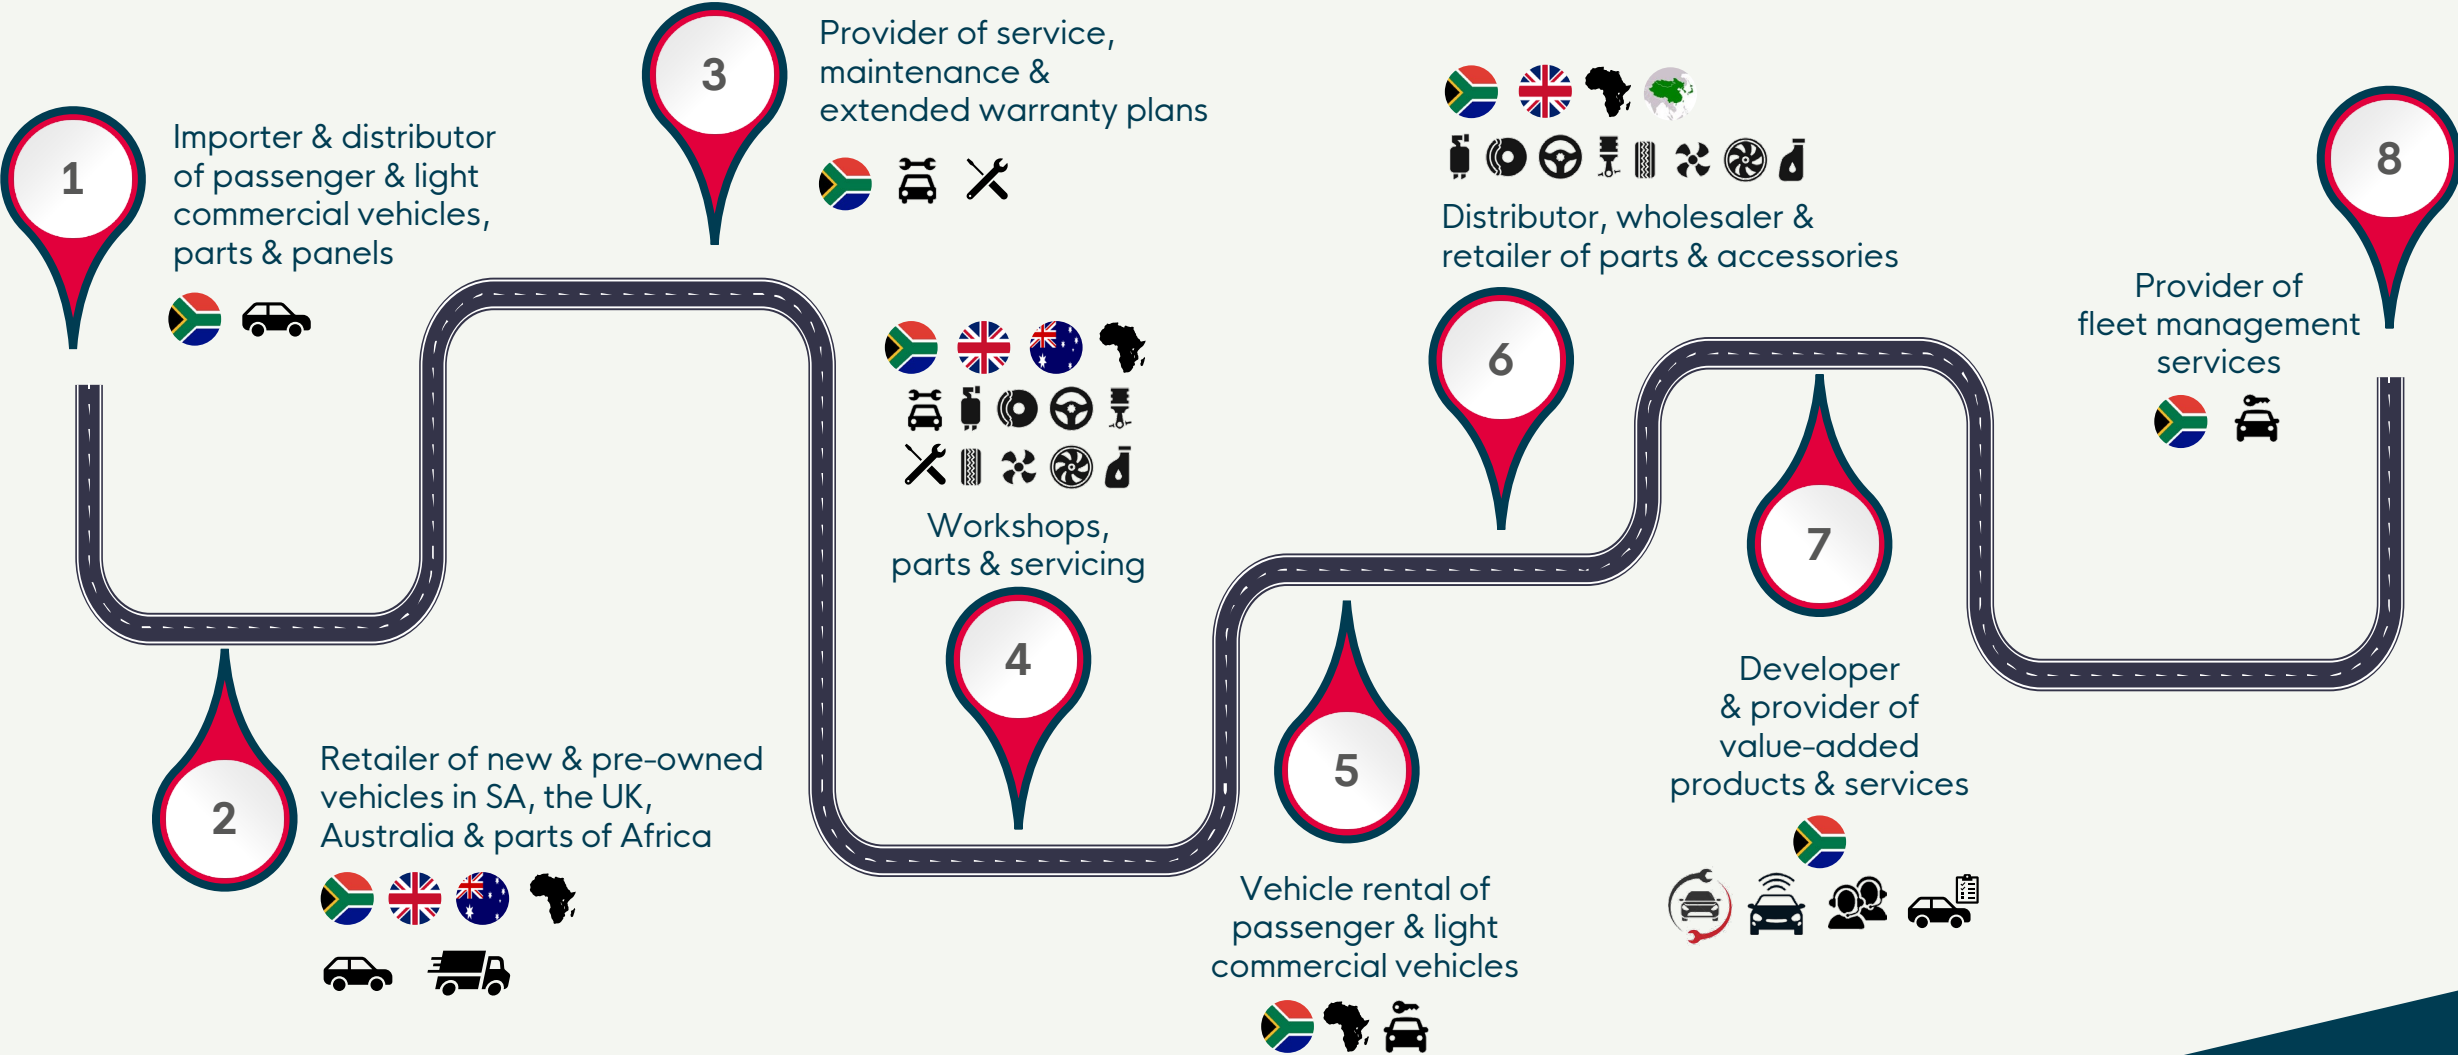 1
Importer & distributor
of passenger & light
commercial vehicles,
parts & panels
2
Retailer of new & pre-owned
vehicles in SA, the UK,
Australia & parts of Africa
3
Provider of service,
maintenance &
extended warranty plans
Workshops,
parts & servicing
4
5
Vehicle rental of
passenger & light
commercial vehicles
Distributor, wholesaler &
retailer of parts & accessories
6
7
Developer
& provider of
value-added
products & services
8
Provider of
fleet management
services